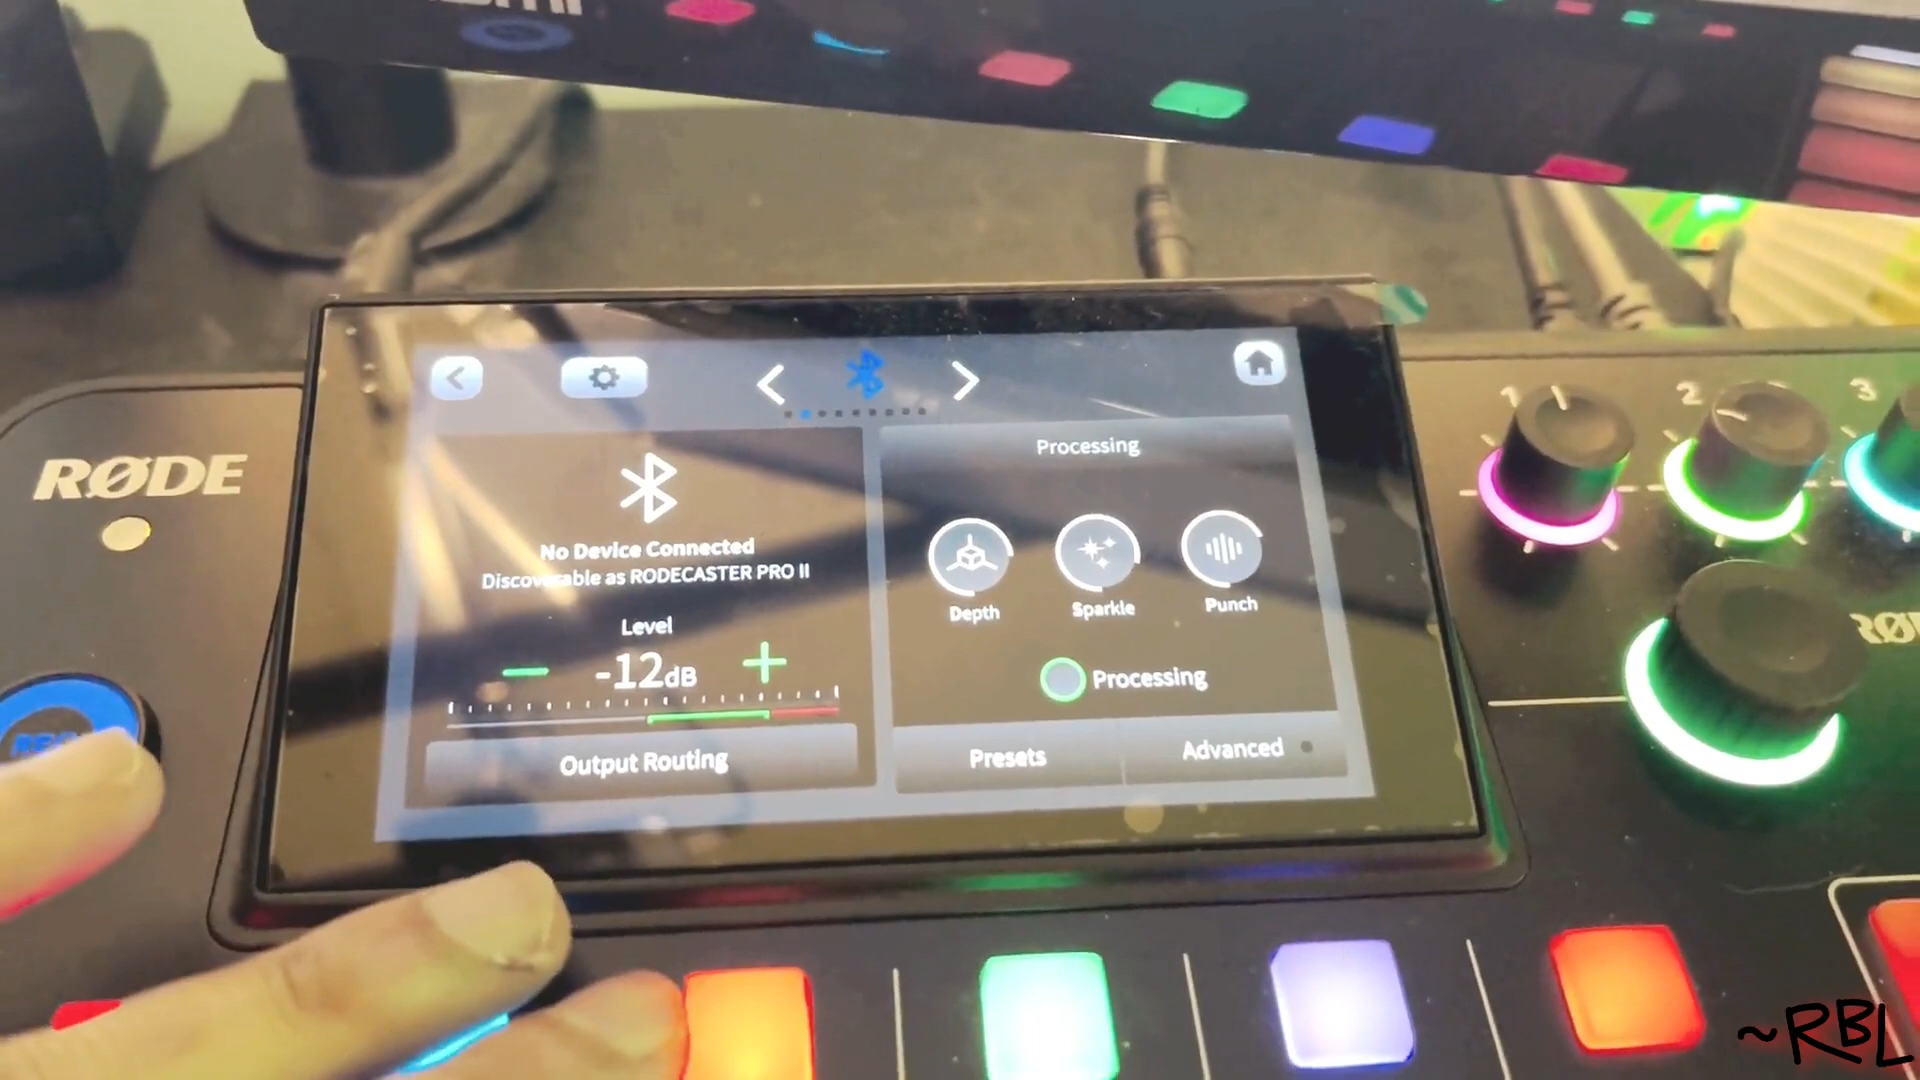 1 2 3
RØDE
No Device Connected
Discoverable as RODECASTER PRO II
Level
-12dB
Output Routing
Processing
Depth Sparkle Punch
Processing
Presets Advanced
REC
~RBL